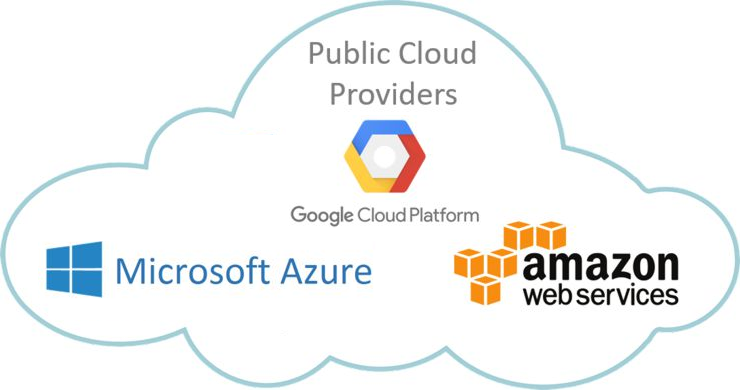 Public Cloud
Providers
Google Cloud Platform
Microsoft Azure
amazon
web services